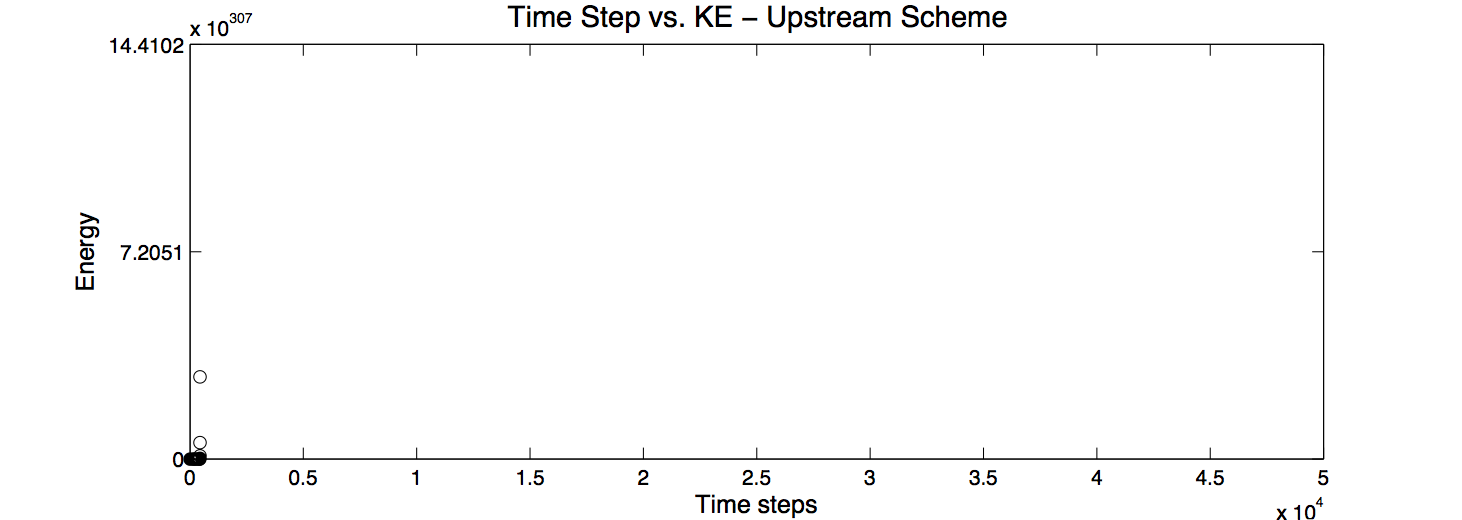 Time Step vs. KE – Upstream Scheme
x 10^307
14.4102
7.2051
0
Energy
0 0.5 1 1.5 2 2.5 3 3.5 4 4.5 5
Time steps
x 10^4